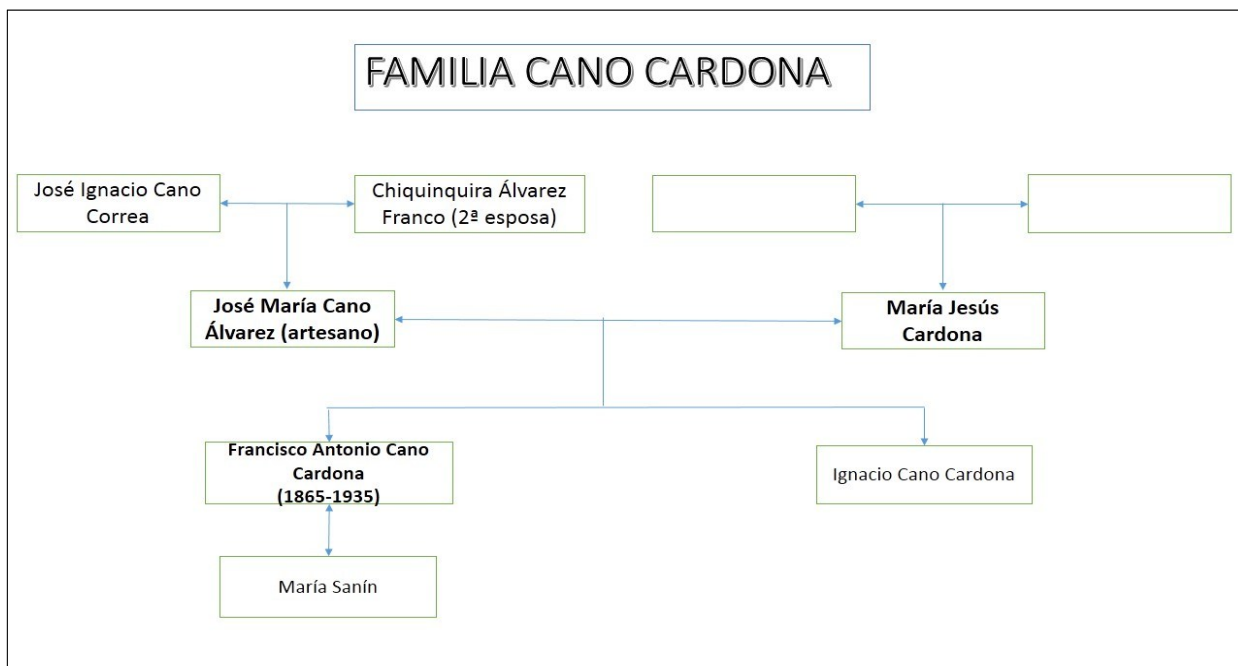 FAMILIA CANO CARDONA
José Ignacio Cano
Correa
Chiquinquira Álvarez
Franco (2ª esposa)
José María Cano
Álvarez (artesano)
María Jesús
Cardona
Francisco Antonio Cano
Cardona
(1865-1935)
Ignacio Cano Cardona
María Sanín